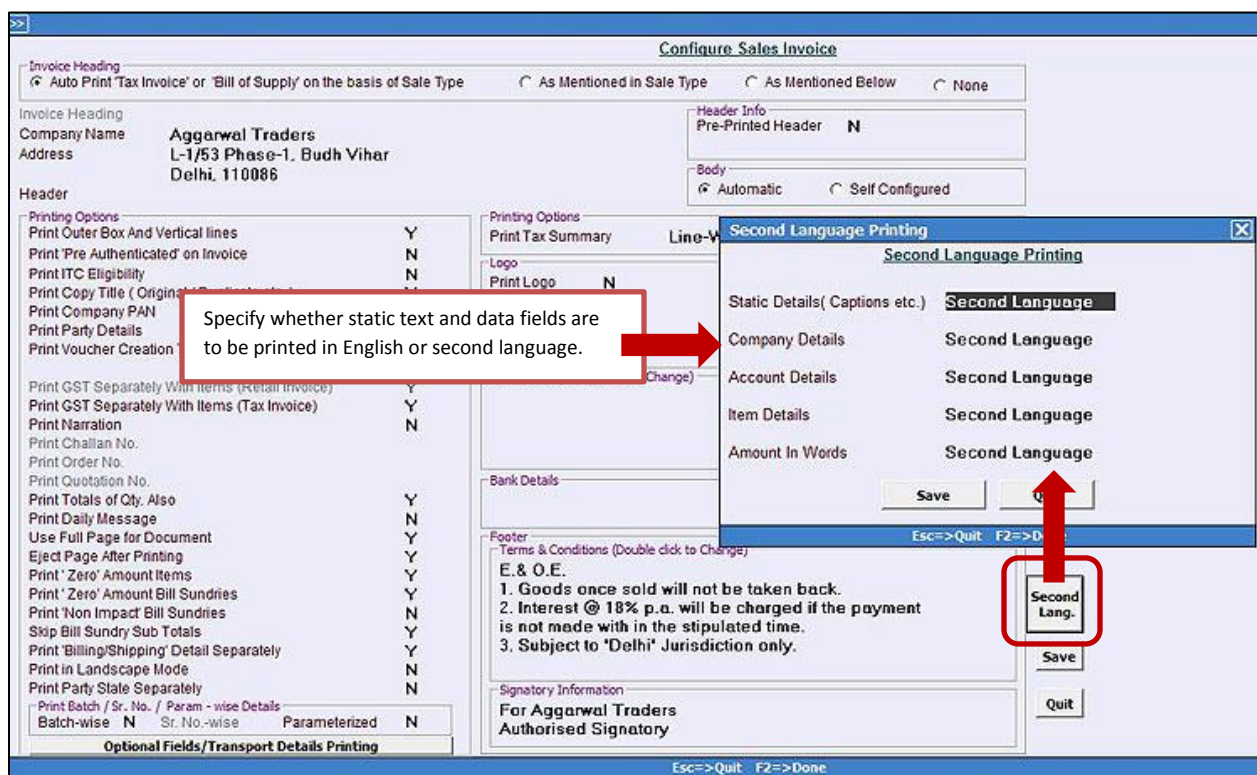 >>
Configure Sales Invoice
Invoice Heading
Auto Print 'Tax Invoice' or 'Bill of Supply' on the basis of Sale Type As Mentioned in Sale Type As Mentioned Below None
Invoice Heading
Company Name Aggarwal Traders
Address L-1/53 Phase-1, Budh Vihar
Delhi, 110086
Header
Header Info
Pre-Printed Header N
Body
Automatic Self Configured
Printing Options
Print Outer Box And Vertical lines Y
Print 'Pre Authenticated' on Invoice N
Print ITC Eligibility N
Print Copy Title ( Original
Print Company PAN
Print Party Details
Print Voucher Creation
Print GST Separately With Items (Retail Invoice) Y
Print GST Separately With Items (Tax Invoice) Y
Print Narration N
Print Challan No.
Print Order No.
Print Quotation No.
Print Totals of Qty. Also Y
Print Daily Message N
Use Full Page for Document Y
Eject Page After Printing Y
Print ' Zero' Amount Items Y
Print ' Zero' Amount Bill Sundries Y
Print 'Non Impact' Bill Sundries N
Skip Bill Sundry Sub Totals Y
Print 'Billing/Shipping' Detail Separately Y
Print in Landscape Mode N
Print Party State Separately N
Print Batch / Sr. No. / Param - wise Details
Batch-wise N Sr. No.-wise Parameterized N
Optional Fields/Transport Details Printing
Specify whether static text and data fields are
to be printed in English or second language.
Printing Options
Print Tax Summary Line-W
Logo
Print Logo N
Change)
Bank Details
Footer
Terms & Conditions (Double click to Change)
E.& O.E.
1. Goods once sold will not be taken back.
2. Interest @ 18% p.a. will be charged if the payment
is not made with in the stipulated time.
3. Subject to 'Delhi' Jurisdiction only.
Signatory Information
For Aggarwal Traders
Authorised Signatory
Second Language Printing X
Second Language Printing
Static Details( Captions etc.) Second Language
Company Details Second Language
Account Details Second Language
Item Details Second Language
Amount In Words Second Language
Save
Esc=>Quit F2=>Done
Second
Lang.
Save
Quit
Esc=>Quit F2=>Done